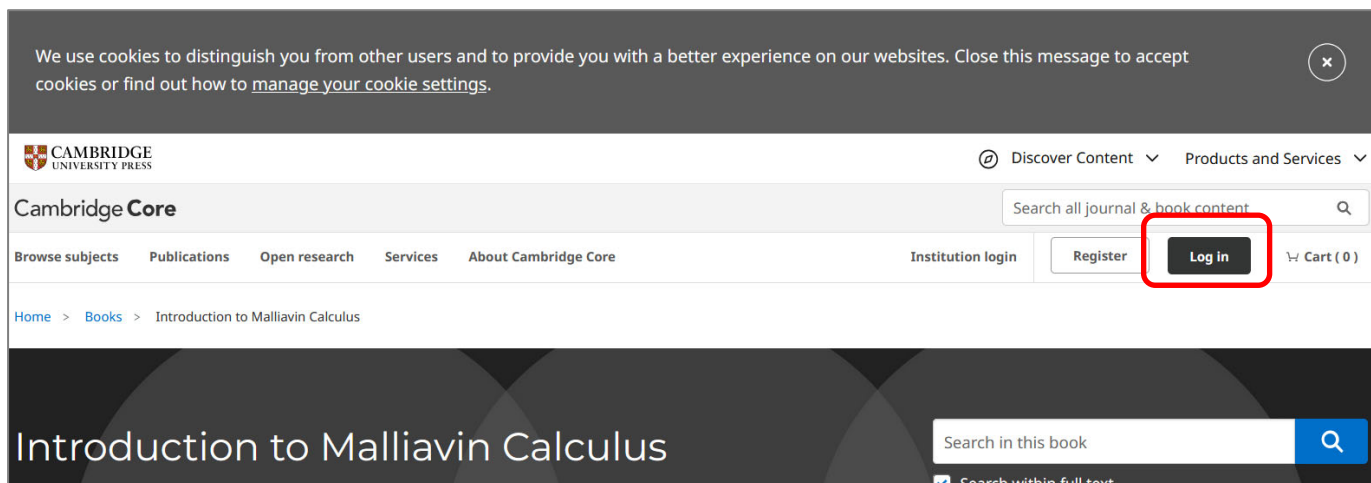 We use cookies to distinguish you from other users and to provide you with a better experience on our websites. Close this message to accept
cookies or find out how to manage your cookie settings.
CAMBRIDGE
UNIVERSITY PRESS
Discover Content
Products and Services
Cambridge Core
Search all journal & book content
Browse subjects
Publications
Open research
Services
About Cambridge Core
Institution login
Register
Log in
Cart ( 0 )
Home > Books > Introduction to Malliavin Calculus
Introduction to Malliavin Calculus
Search in this book
Search within full text